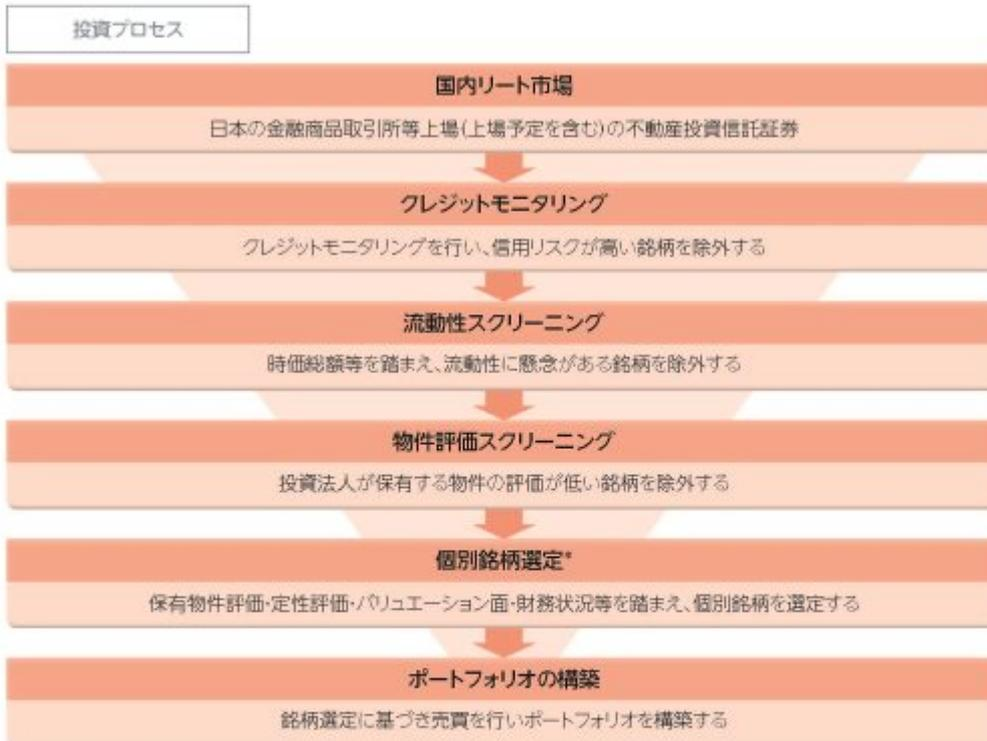 投資プロセス
国内リート市場
日本の金融商品取引所等上場(上場予定を含む)の不動産投資信託証券
クレジットモニタリング
クレジットモニタリングを行い、信用リスクが高い銘柄を除外する
流動性スクリーニング
時価総額等を踏まえ、流動性に懸念がある銘柄を除外する
物件評価スクリーニング
投資法人が保有する物件の評価が低い銘柄を除外する
個別銘柄選定*
保有物件評価・定性評価・バリュエーション面・財務状況等を踏まえ、個別銘柄を選定する
ポートフォリオの構築
銘柄選定に基づき売買を行いポートフォリオを構築する